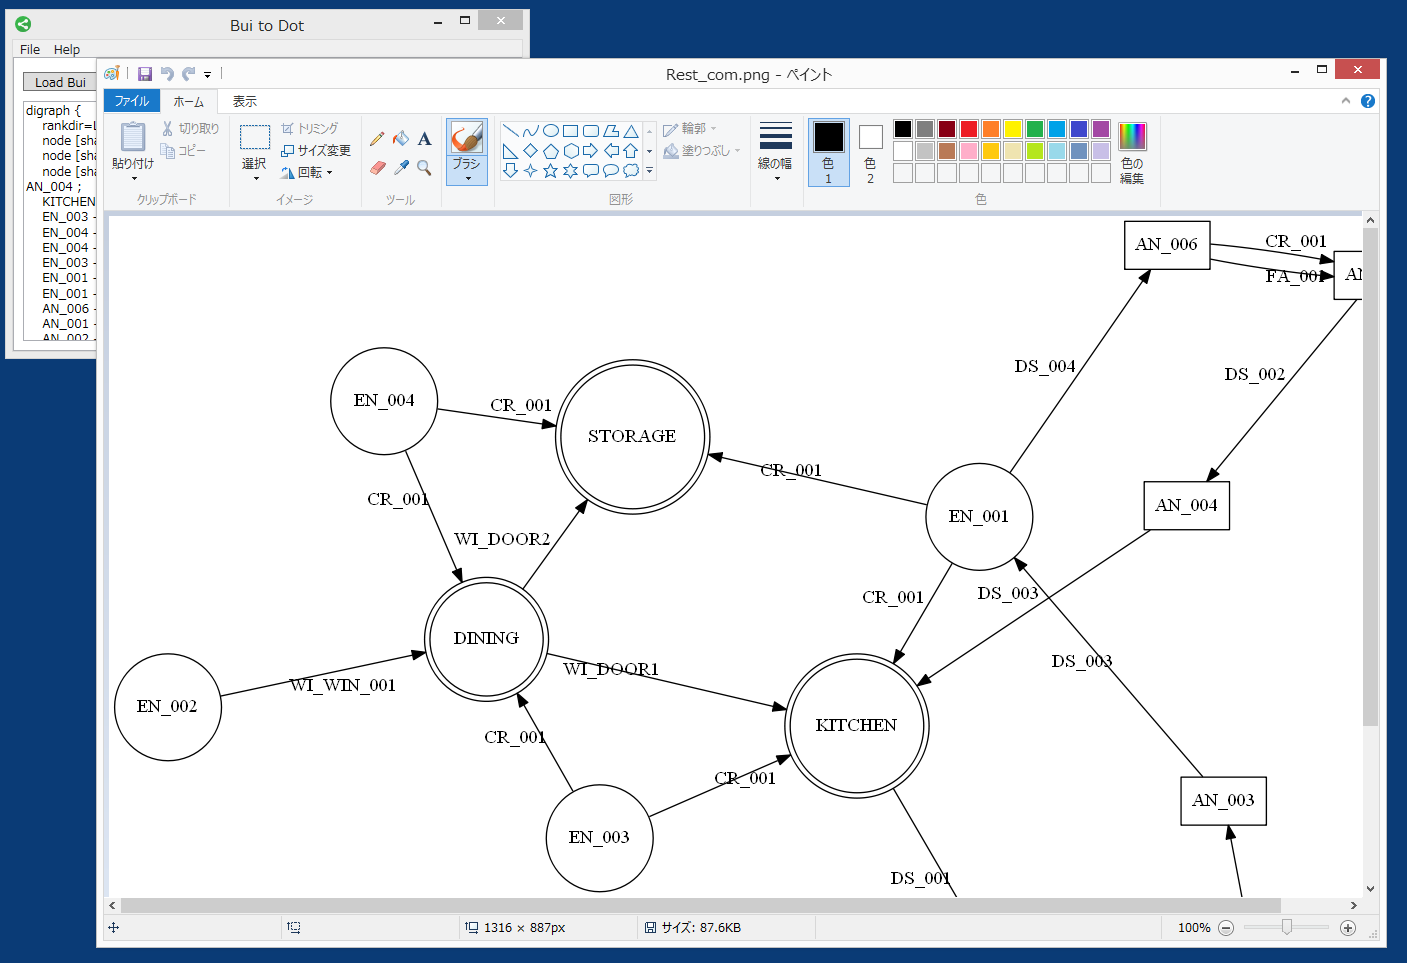 Bui to Dot
File Help
Load Bui
digraph {
rankdir=L
node [sha
node [sha
node [sha
AN_004 ;
KITCHEN
EN_003 -
EN_004 -
EN_004 -
EN_003 -
EN_001 -
EN_001 -
AN_006 -
AN_001 -
AN_002 -
Rest_com.png - ペイント
ファイル ホーム 表示
貼り付け
切り取り
コピー
クリップボード
選択
トリミング
サイズ変更
回転
イメージ
A
ツール
ブラシ
輪郭
塗りつぶし
図形
線の幅
色
1
色
2
色の
編集
色
AN_006
CR_001
FA_001
AN
DS_004
DS_002
EN_004
CR_001
STORAGE
CR_001
CR_001
EN_001
AN_004
WI_DOOR2
CR_001
DS_003
DINING
WI_DOOR1
DS_003
EN_002
WI_WIN_001
KITCHEN
CR_001
CR_001
AN_003
EN_003
DS_001
1316 × 887px
サイズ: 87.6KB
100%